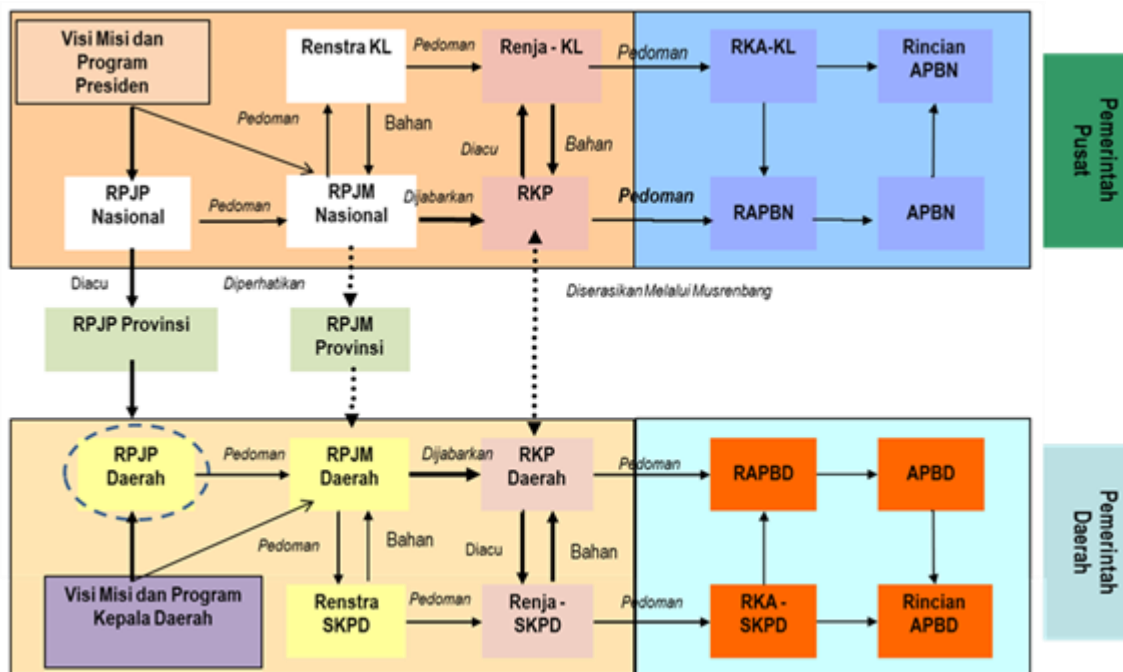 Visi Misi dan
Program
Presiden
Renstra KL
Pedoman
Renja - KL
Pedoman
RKA-KL
Rincian
APBN
Pemerintah
Pusat
Pedoman
Bahan
Diacu
Bahan
RPJP
Nasional
Pedoman
RPJM
Nasional
Dijabarkan
RKP
Pedoman
RAPBN
APBN
Diacu
Diperhatikan
Diserasikan Melalui Musrenbang
RPJP Provinsi
RPJM
Provinsi
RPJP
Daerah
Pedoman
RPJM
Daerah
Dijabarkan
RKP
Daerah
Pedoman
RAPBD
APBD
Pemerintah
Daerah
Pedoman
Bahan
Diacu
Bahan
Visi Misi dan Program
Kepala Daerah
Renstra
SKPD
Pedoman
Renja -
SKPD
Pedoman
RKA -
SKPD
Rincian
APBD